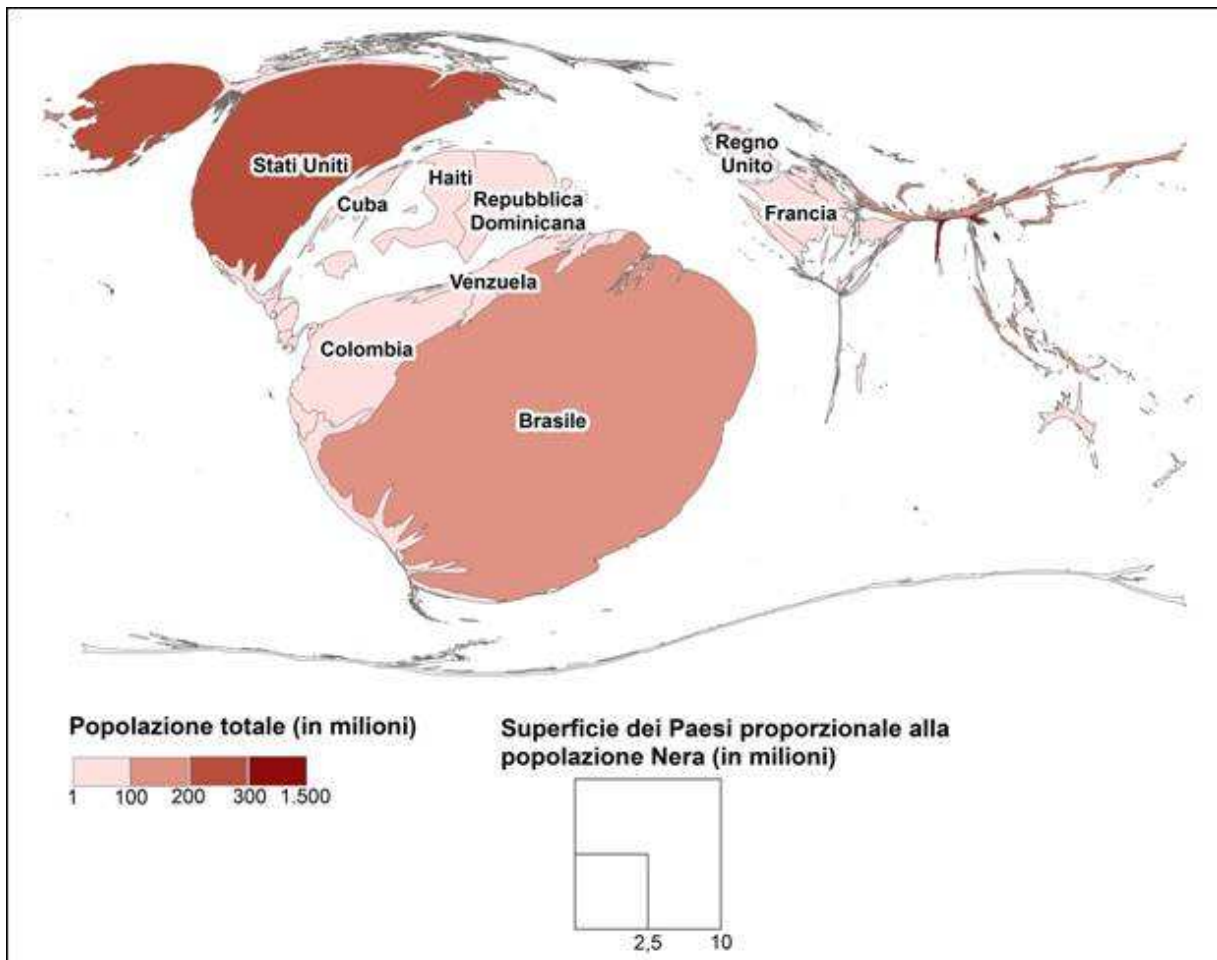 Regno
Unito
Stati Uniti
Haiti
Cuba
Repubblica
Dominicana
Francia
Venzuela
Colombia
Brasile
Popolazione totale (in milioni)
1 100 200 300 1.500
Superficie dei Paesi proporzionale alla
popolazione Nera (in milioni)
2,5 10